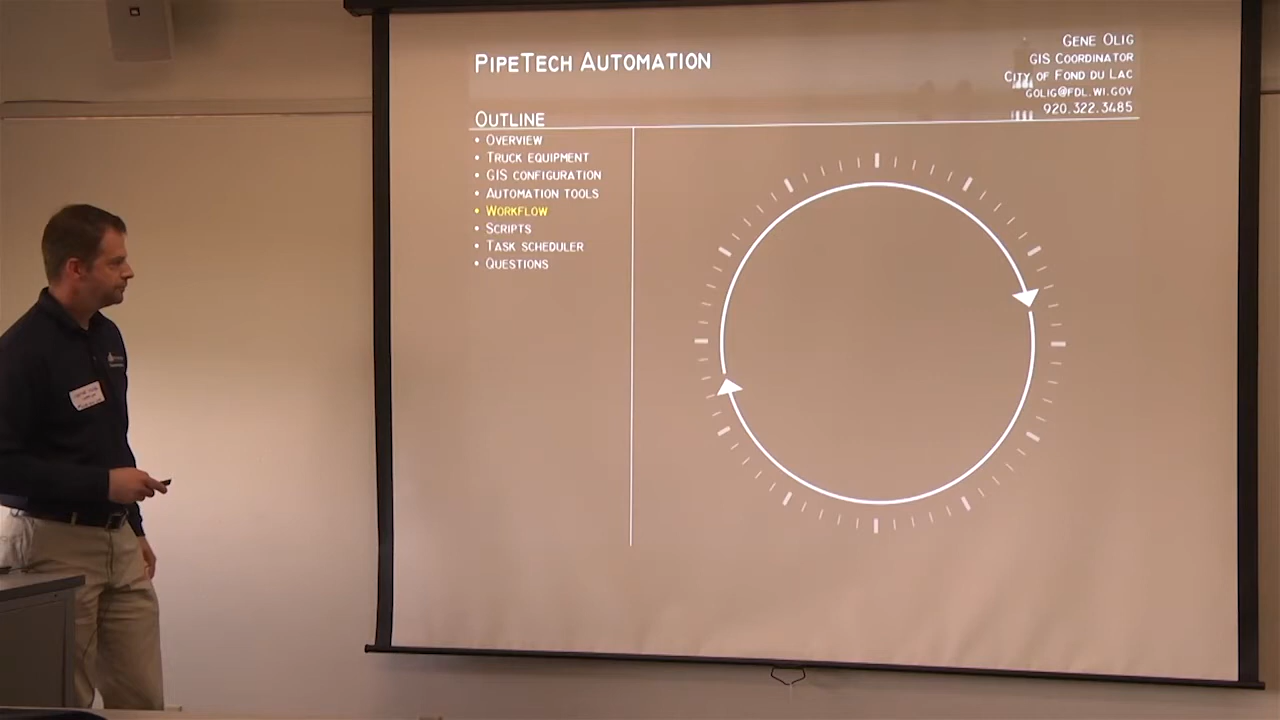 PipeTech Automation
Gene Olig
GIS Coordinator
City of Fond du Lac
golig@fdl.wi.gov
920.322.3485
Outline
• Overview
• Truck equipment
• GIS configuration
• Automation tools
• Workflow
• Scripts
• Task scheduler
• Questions